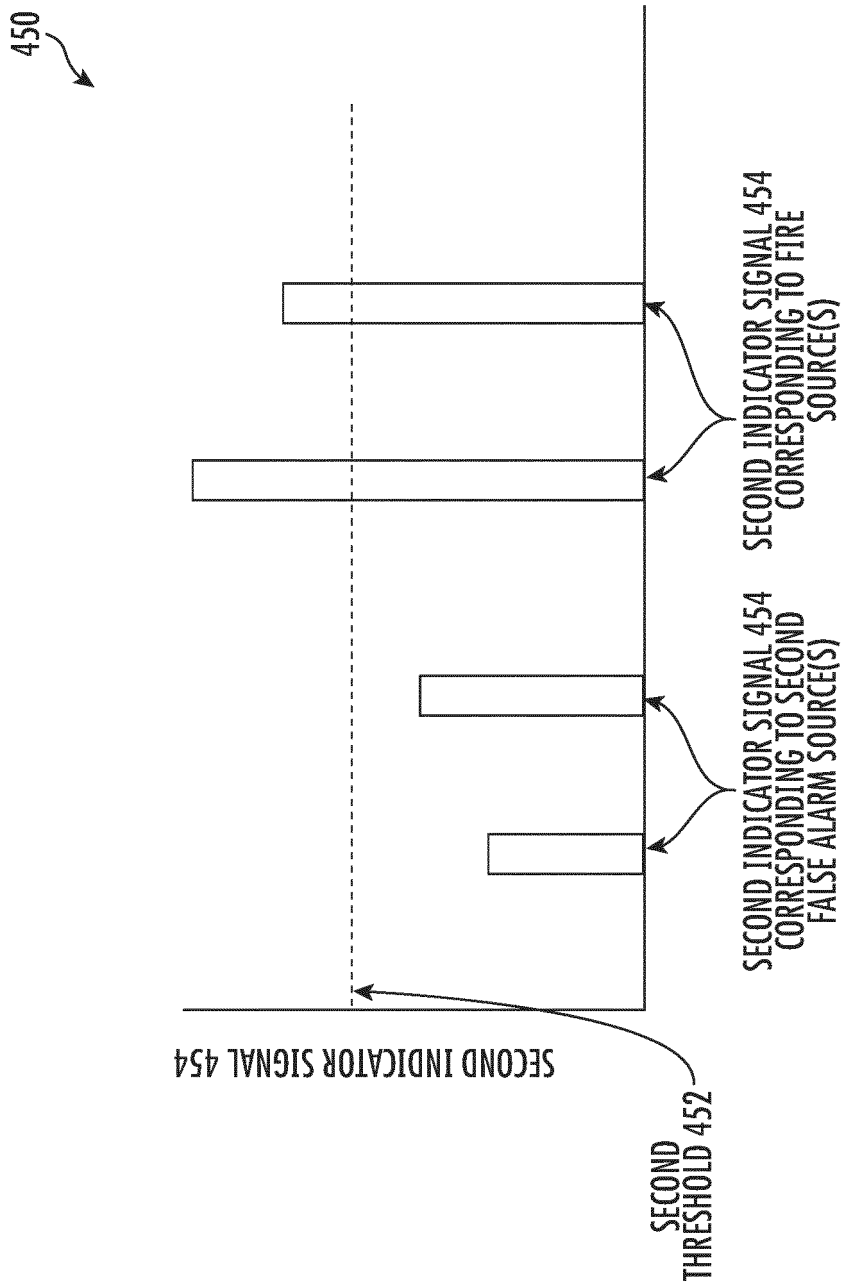 450
SECOND INDICATOR SIGNAL 454
SECOND
THRESHOLD 452
SECOND INDICATOR SIGNAL 454
CORRESPONDING TO SECOND
FALSE ALARM SOURCE(S)
SECOND INDICATOR SIGNAL 454
CORRESPONDING TO FIRE
SOURCE(S)